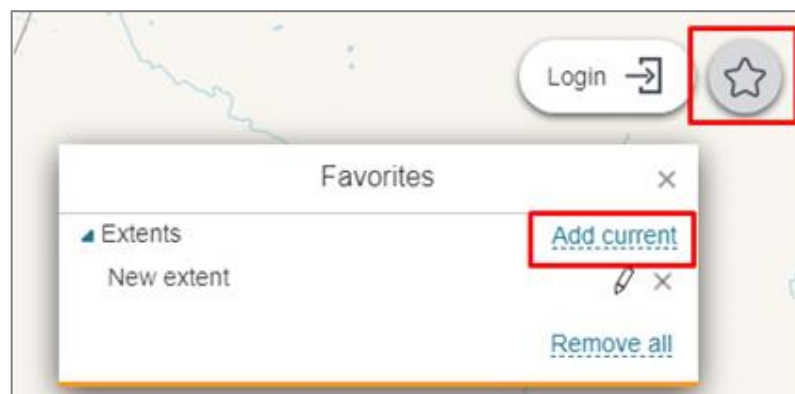 Login
Favorites
Extents Add current
New extent
Remove all